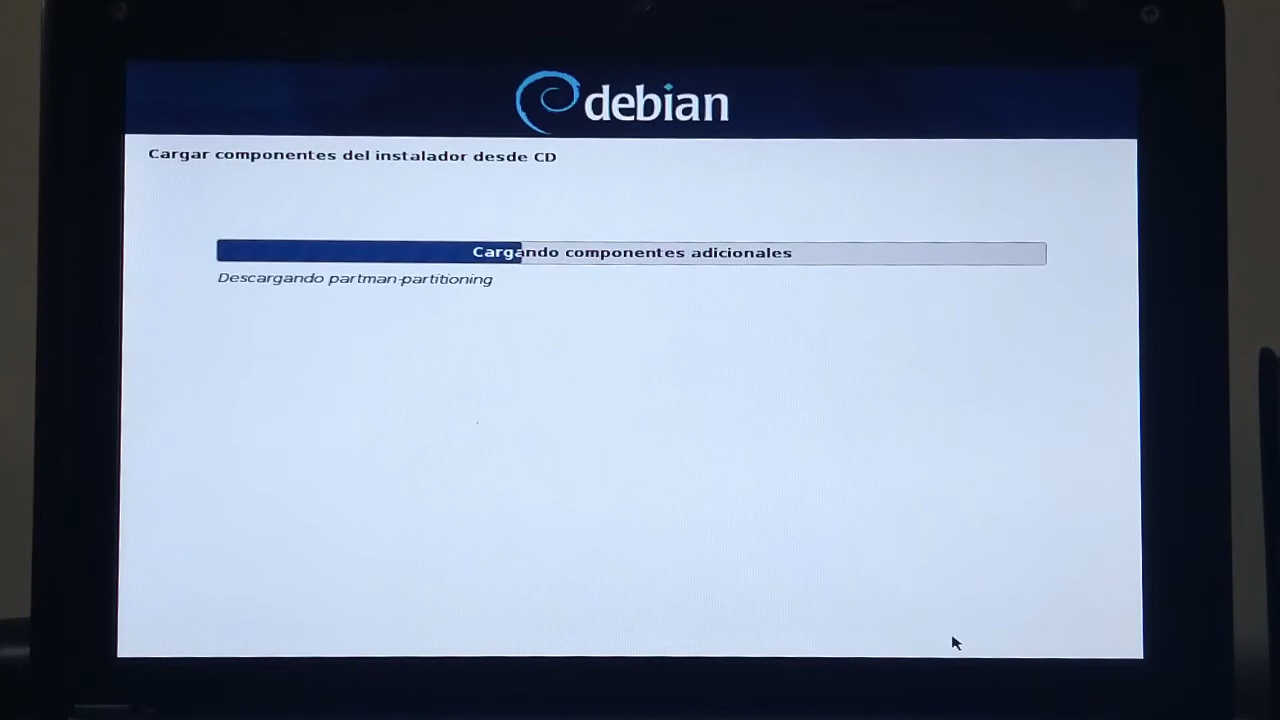 debian
Cargar componentes del instalador desde CD
Cargando componentes adicionales
Descargando partman-partitioning